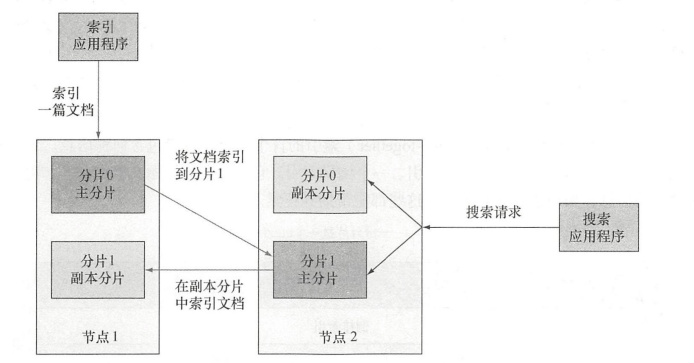 索引
应用程序
索引
一篇文档
分片0
主分片
将文档索引
到分片1
分片0
副本分片
搜索请求
搜索
应用程序
分片1
副本分片
在副本分片
中索引文档
分片1
主分片
节点1
节点 2